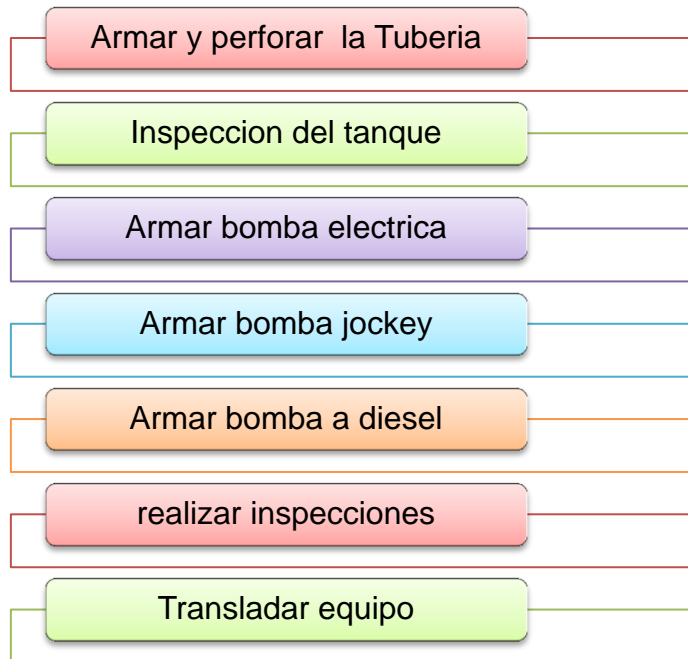 Armar y perforar la Tuberia
Inspeccion del tanque
Armar bomba electrica
Armar bomba jockey
Armar bomba a diesel
realizar inspecciones
Transladar equipo